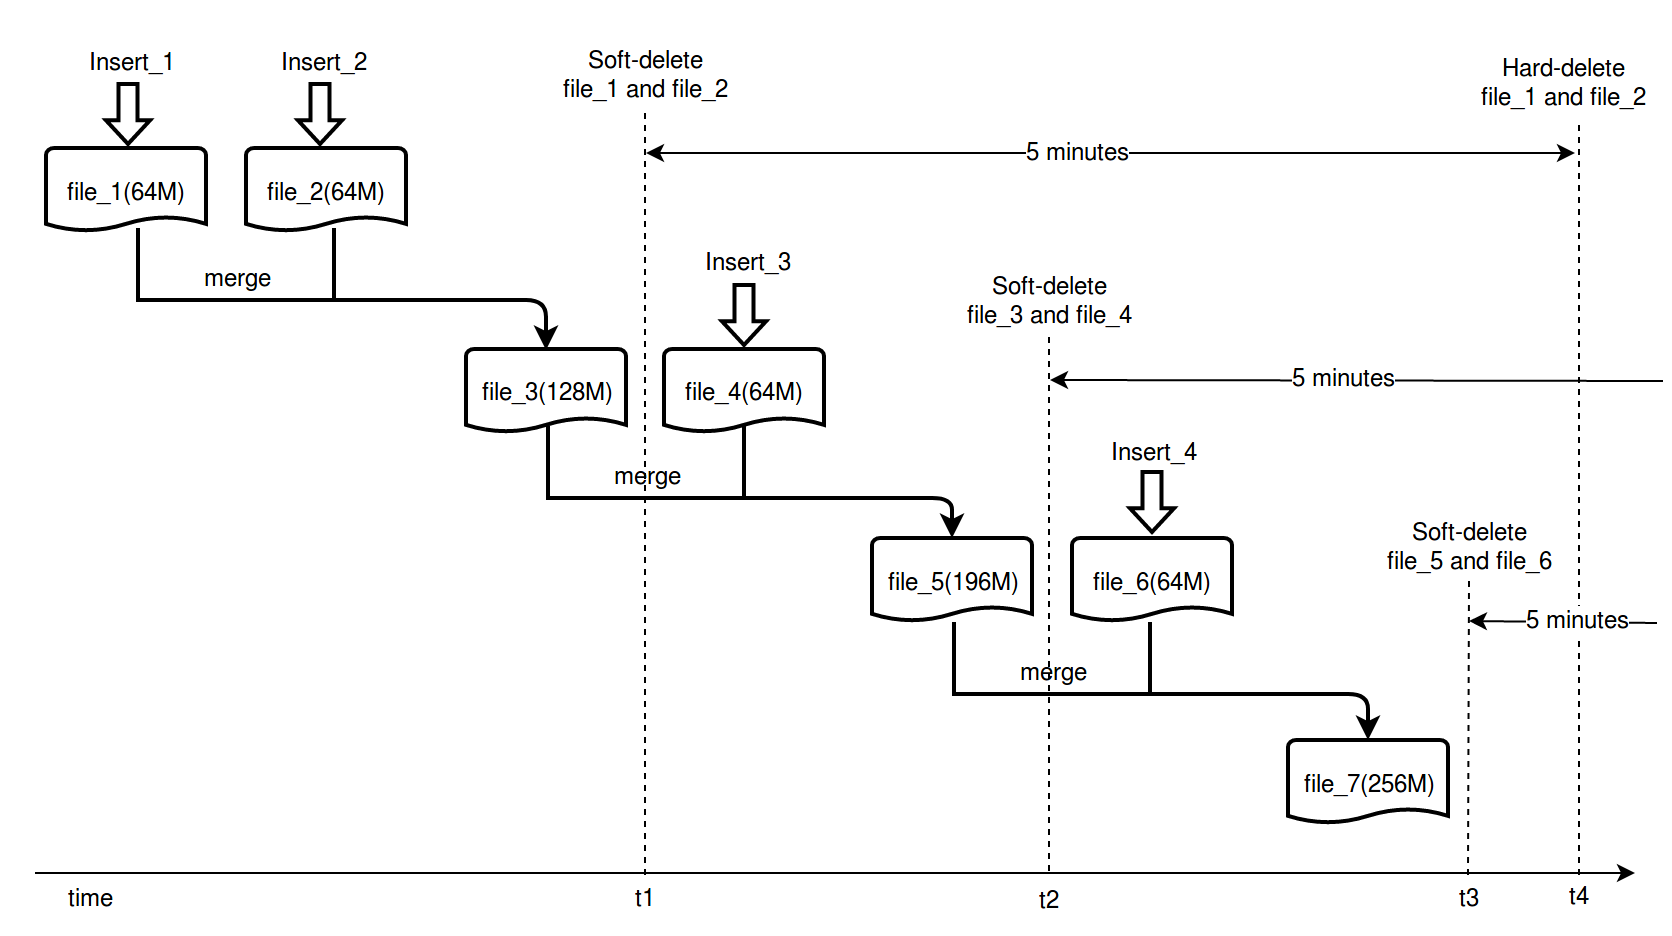 Insert_1
Insert_2
Soft-delete
file_1 and file_2
Hard-delete
file_1 and file_2
5 minutes
file_1(64M)
file_2(64M)
merge
Insert_3
Soft-delete
file_3 and file_4
5 minutes
file_3(128M)
file_4(64M)
merge
Insert_4
Soft-delete
file_5 and file_6
5 minutes
file_5(196M)
file_6(64M)
merge
file_7(256M)
time
t1
t2
t3
t4